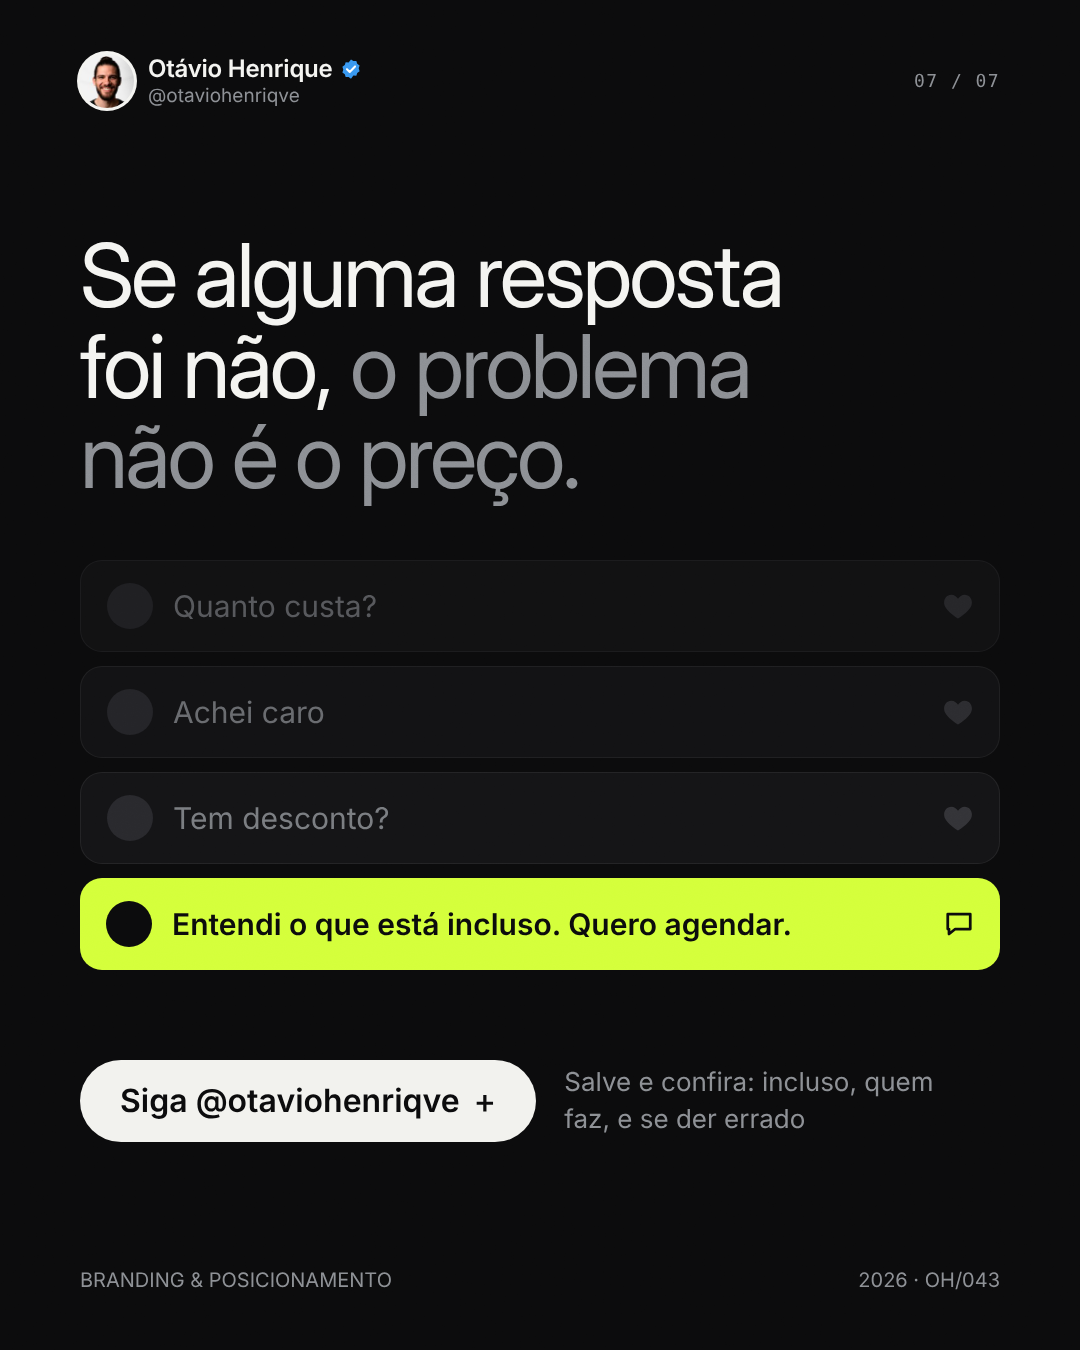 Otávio Henrique
@otaviohenriqve
07 / 07
Se alguma resposta
foi não, o problema
não é o preço.
Quanto custa?
Achei caro
Tem desconto?
Entendi o que está incluso. Quero agendar.
Siga @otaviohenriqve +
Salve e confira: incluso, quem
faz, e se der errado
BRANDING & POSICIONAMENTO
2026 · OH/043